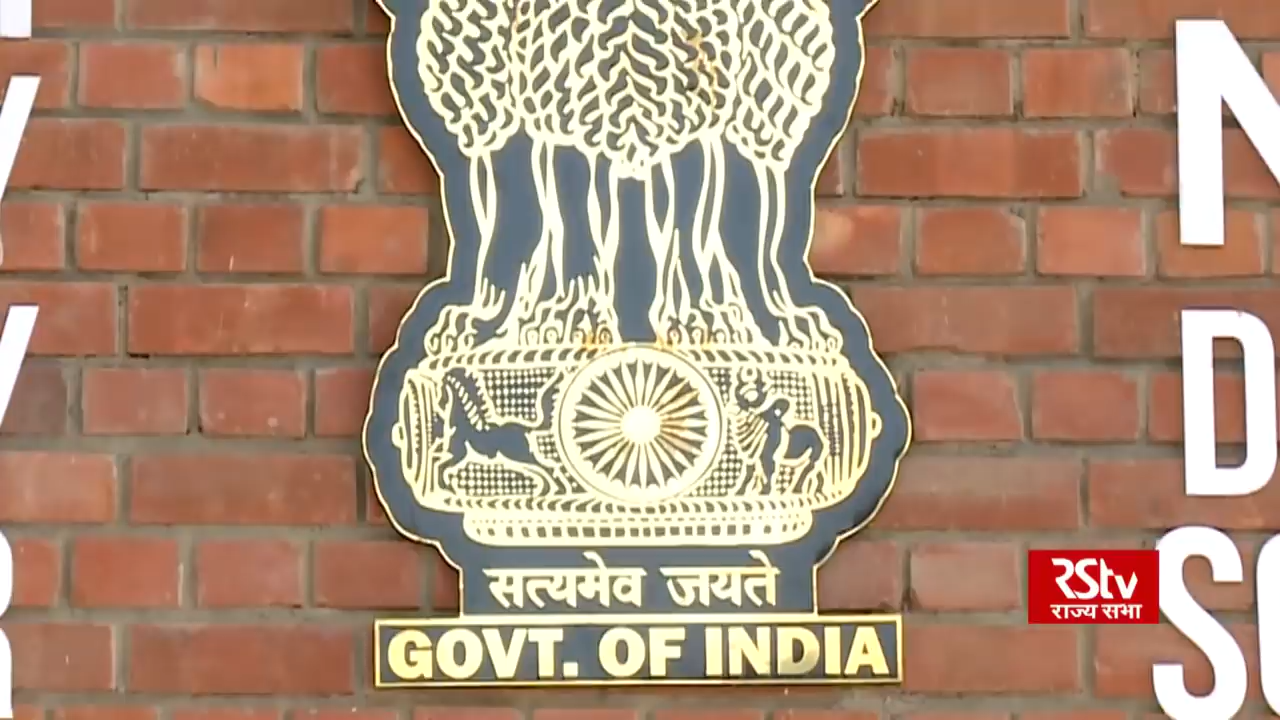 सत्यमेव जयते
GOVT. OF INDIA
RStv
राज्य सभा
N
D